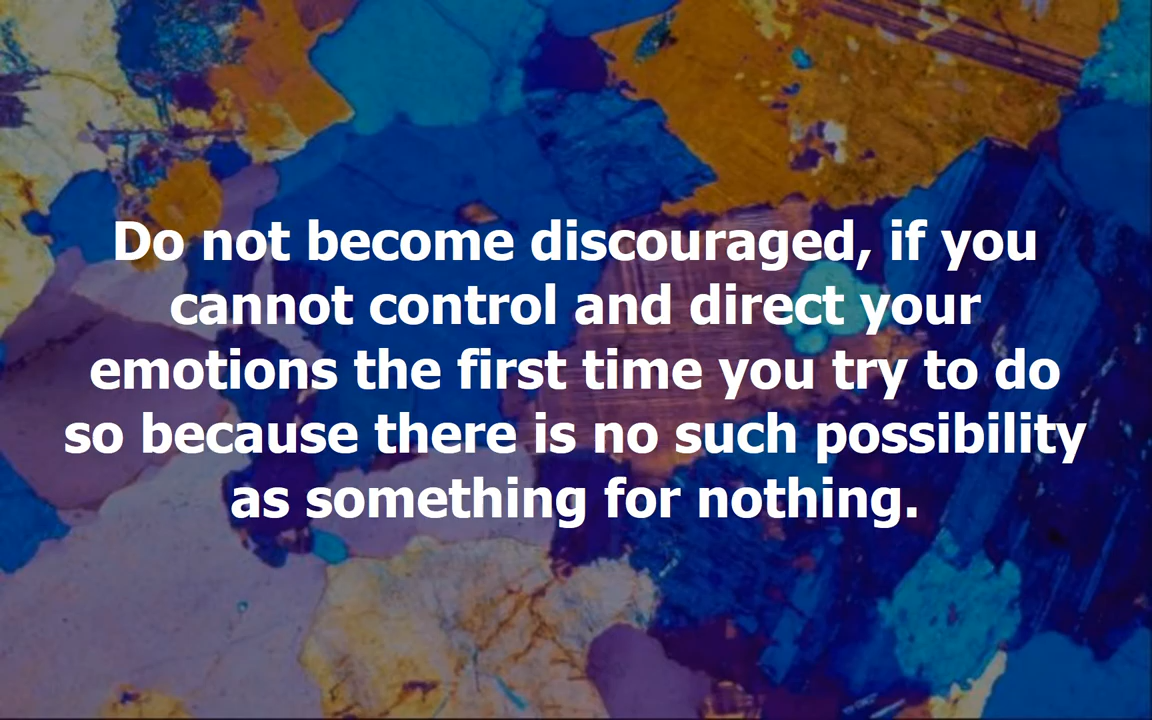 Do not become discouraged, if you
cannot control and direct your
emotions the first time you try to do
so because there is no such possibility
as something for nothing.